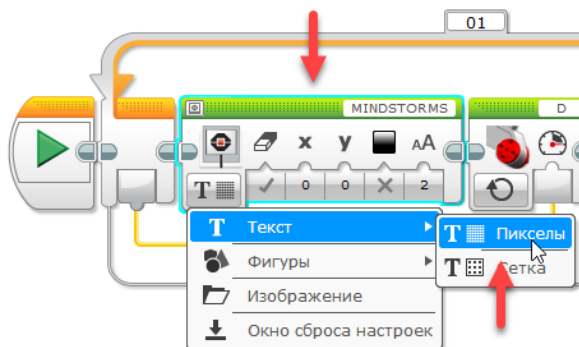 01
MINDSTORMS
D
x y AA
0 0 2
T
T Текст
T Пикселы
Фигуры
T Сетка
Изображение
Окно сброса настроек